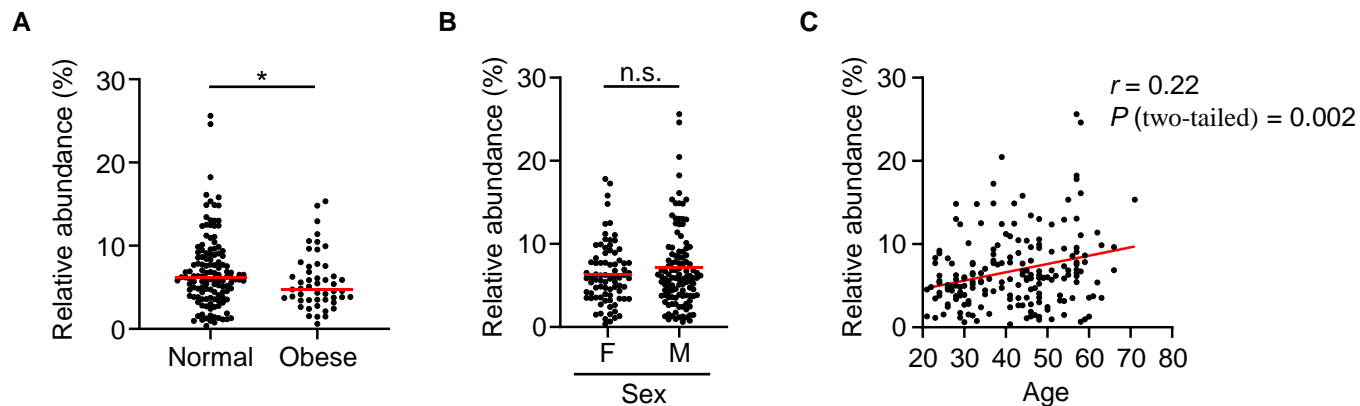 A
Relative abundance (%)
30
20
10
0
*
Normal Obese
B
Relative abundance (%)
30
20
10
0
n.s.
F M
Sex
C
Relative abundance (%)
30
20
10
0
r = 0.22
P (two-tailed) = 0.002
20 30 40 50 60 70 80
Age